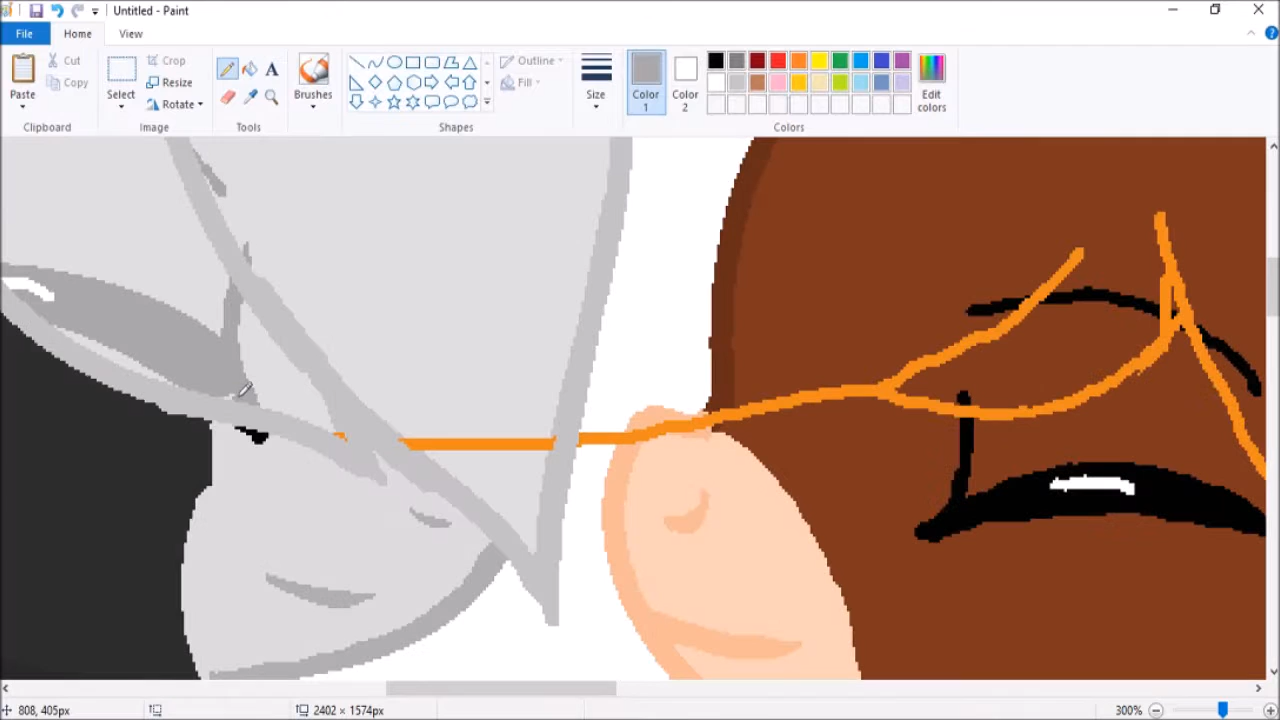 Untitled - Paint
File Home View
Paste
Cut
Copy
Clipboard
Select
Crop
Resize
Rotate
Image
A
Tools
Brushes
Outline
Fill
Shapes
Size
Color 1
Color 2
Edit colors
Colors
808, 405px
2402 × 1574px
300%